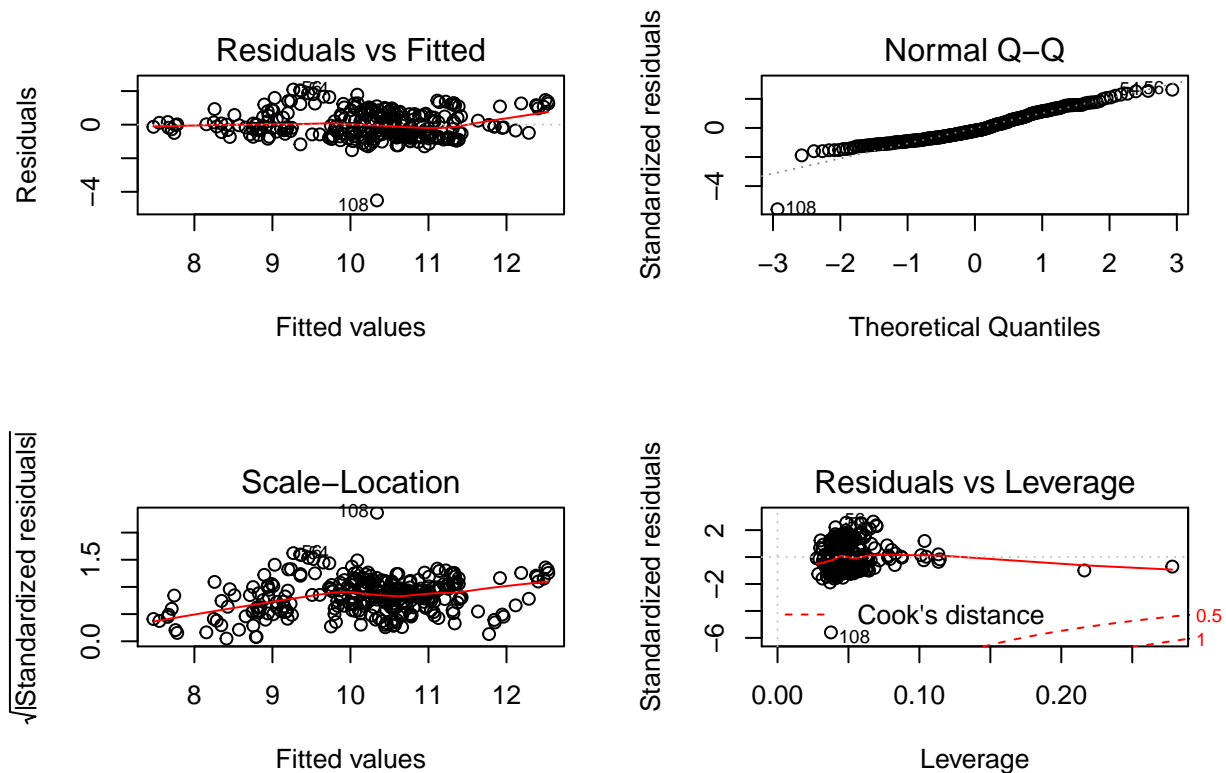 Residuals vs Fitted
Residuals
0
−4
108
8
9
10
11
12
Fitted values
Normal Q−Q
Standardized residuals
0
−4
108
54
56
−3
−2
−1
0
1
2
3
Theoretical Quantiles
Scale−Location
√|Standardized residuals|
1.5
0.0
108
8
9
10
11
12
Fitted values
Residuals vs Leverage
Standardized residuals
2
−2
−6
56
Cook's distance
108
0.5
1
0.00
0.10
0.20
Leverage